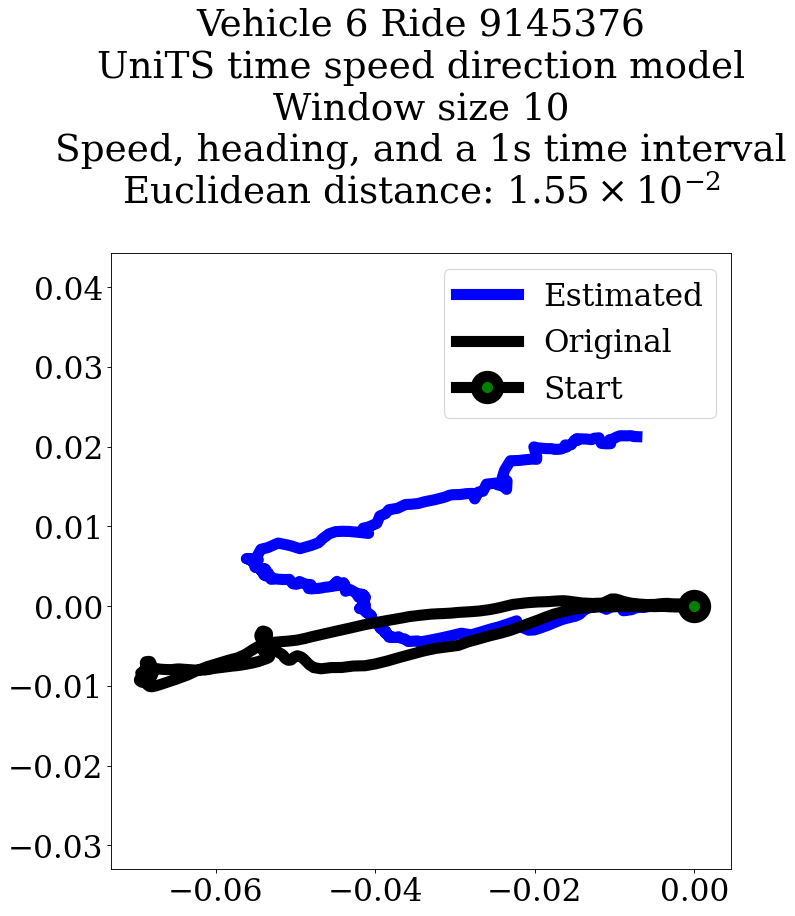 Vehicle 6 Ride 9145376
UniTS time speed direction model
Window size 10
Speed, heading, and a 1s time interval
Euclidean distance: 1.55 × 10⁻²
Estimated
Original
Start
0.04
0.03
0.02
0.01
0.00
−0.01
−0.02
−0.03
−0.06
−0.04
−0.02
0.00